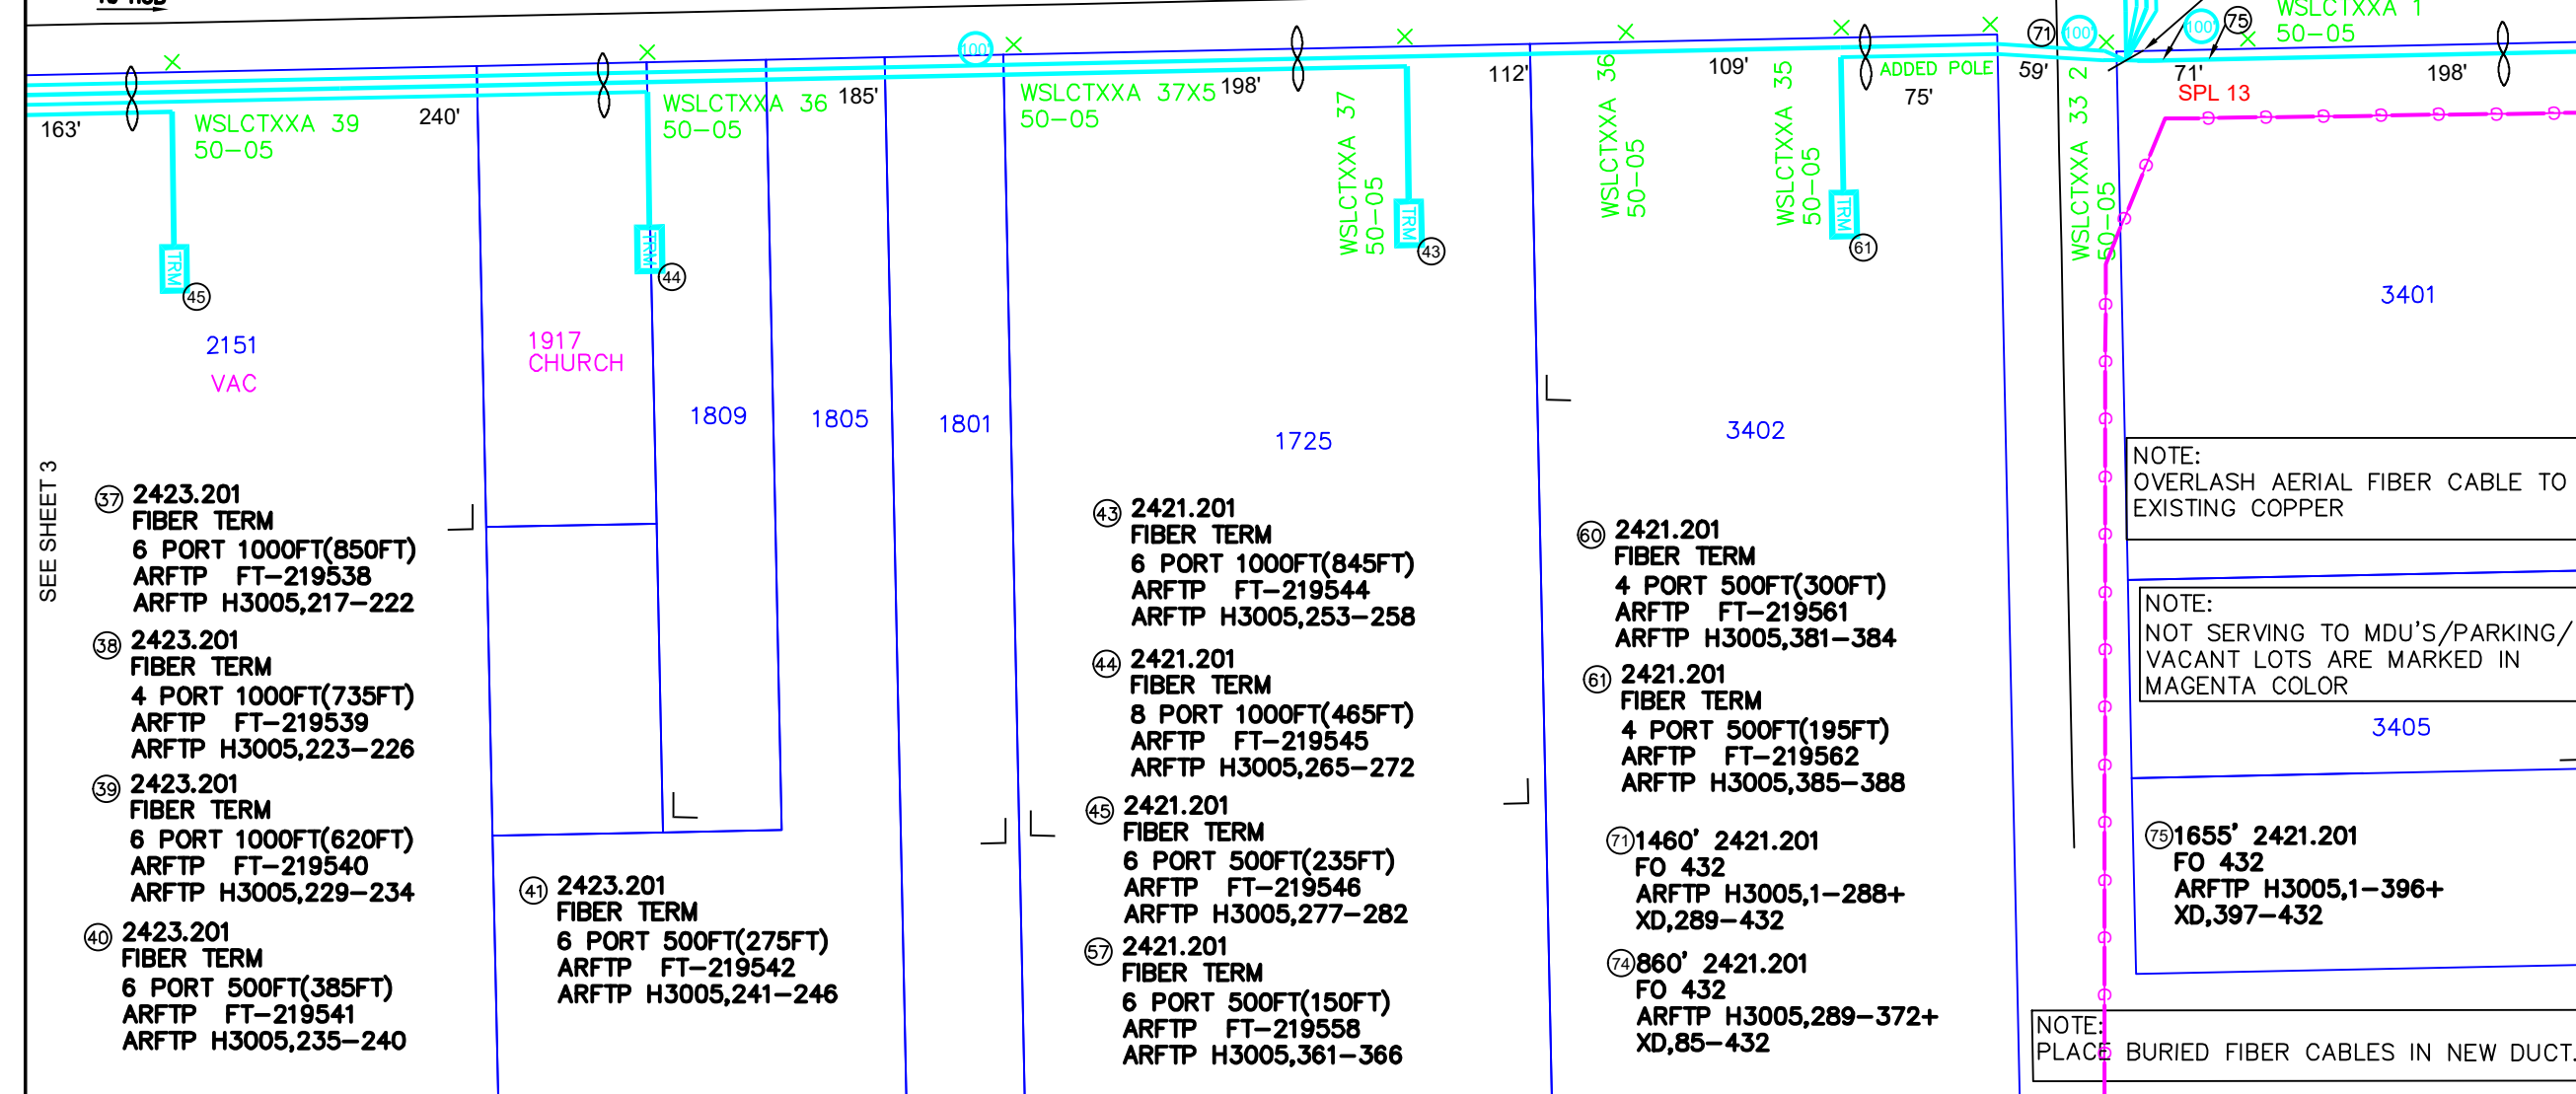 100'
WSLCTXXA 1
50-05
71
100'
100'
75
163'
240'
185'
198'
112'
109'
ADDED POLE
75'
59'
71'
198'
SPL 13
WSLCTXXA 39
50-05
WSLCTXXA 36
50-05
WSLCTXXA 37X5
50-05
WSLCTXXA 37
50-05
WSLCTXXA 36
50-05
WSLCTXXA 35
50-05
WSLCTXXA 33 2
50-05
TRM
45
TRM
44
TRM
43
TRM
61
2151
VAC
1917
CHURCH
1809
1805
1801
1725
3402
3401
3405
SEE SHEET 3
37 2423.201
FIBER TERM
6 PORT 1000FT(850FT)
ARFTP FT-219538
ARFTP H3005,217-222
38 2423.201
FIBER TERM
4 PORT 1000FT(735FT)
ARFTP FT-219539
ARFTP H3005,223-226
39 2423.201
FIBER TERM
6 PORT 1000FT(620FT)
ARFTP FT-219540
ARFTP H3005,229-234
40 2423.201
FIBER TERM
6 PORT 500FT(385FT)
ARFTP FT-219541
ARFTP H3005,235-240
41 2423.201
FIBER TERM
6 PORT 500FT(275FT)
ARFTP FT-219542
ARFTP H3005,241-246
43 2421.201
FIBER TERM
6 PORT 1000FT(845FT)
ARFTP FT-219544
ARFTP H3005,253-258
44 2421.201
FIBER TERM
8 PORT 1000FT(465FT)
ARFTP FT-219545
ARFTP H3005,265-272
45 2421.201
FIBER TERM
6 PORT 500FT(235FT)
ARFTP FT-219546
ARFTP H3005,277-282
57 2421.201
FIBER TERM
6 PORT 500FT(150FT)
ARFTP FT-219558
ARFTP H3005,361-366
60 2421.201
FIBER TERM
4 PORT 500FT(300FT)
ARFTP FT-219561
ARFTP H3005,381-384
61 2421.201
FIBER TERM
4 PORT 500FT(195FT)
ARFTP FT-219562
ARFTP H3005,385-388
71 1460' 2421.201
FO 432
ARFTP H3005,1-288+
XD,289-432
74 860' 2421.201
FO 432
ARFTP H3005,289-372+
XD,85-432
75 1655' 2421.201
FO 432
ARFTP H3005,1-396+
XD,397-432
NOTE:
OVERLASH AERIAL FIBER CABLE TO
EXISTING COPPER
NOTE:
NOT SERVING TO MDU'S/PARKING/
VACANT LOTS ARE MARKED IN
MAGENTA COLOR
NOTE:
PLACE BURIED FIBER CABLES IN NEW DUCT.